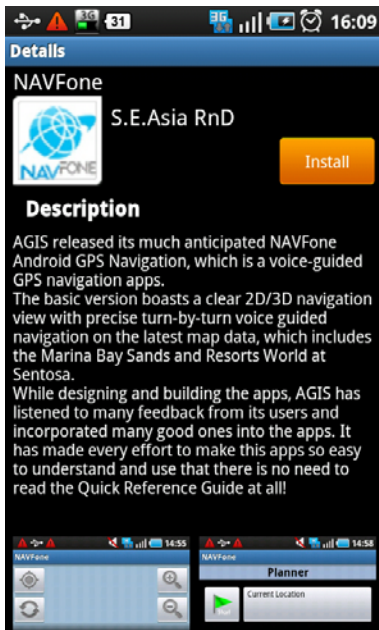 3G 31 3G 16:09
Details
NAVFone
S.E.Asia RnD
NAVFONE
Install
Description
AGIS released its much anticipated NAVFone
Android GPS Navigation, which is a voice-guided
GPS navigation apps.
The basic version boasts a clear 2D/3D navigation
view with precise turn-by-turn voice guided
navigation on the latest map data, which includes
the Marina Bay Sands and Resorts World at
Sentosa.
While designing and building the apps, AGIS has
listened to many feedback from its users and
incorporated many good ones into the apps. It
has made every effort to make this apps so easy
to understand and use that there is no need to
read the Quick Reference Guide at all!
14:55
14:58
NAVFone
NAVFone
Planner
Current Location